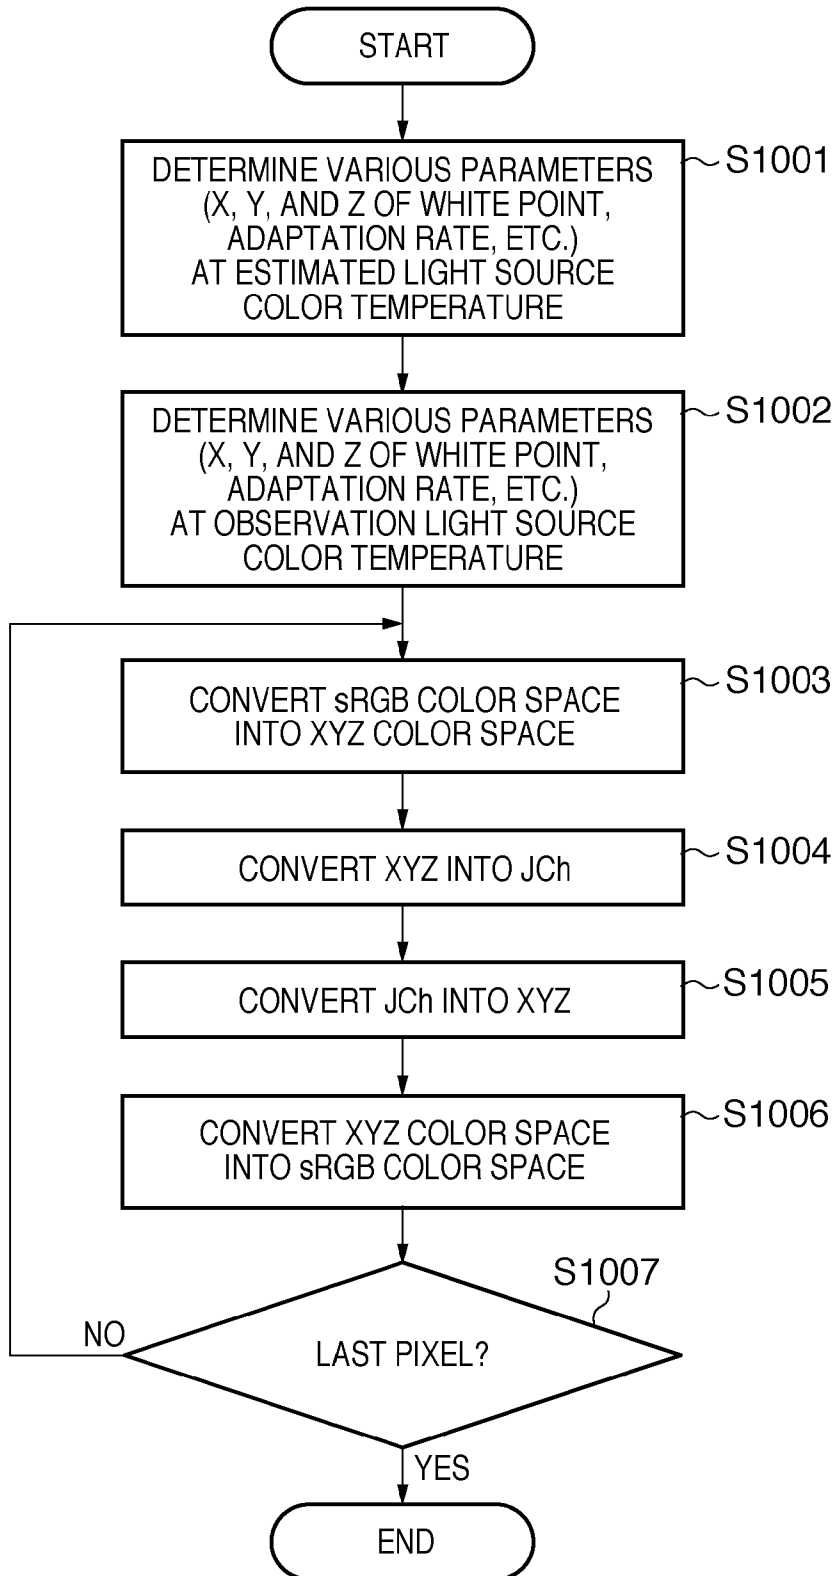 START
DETERMINE VARIOUS PARAMETERS
(X, Y, AND Z OF WHITE POINT,
ADAPTATION RATE, ETC.)
AT ESTIMATED LIGHT SOURCE
COLOR TEMPERATURE
S1001
DETERMINE VARIOUS PARAMETERS
(X, Y, AND Z OF WHITE POINT,
ADAPTATION RATE, ETC.)
AT OBSERVATION LIGHT SOURCE
COLOR TEMPERATURE
S1002
CONVERT sRGB COLOR SPACE
INTO XYZ COLOR SPACE
S1003
CONVERT XYZ INTO JCh
S1004
CONVERT JCh INTO XYZ
S1005
CONVERT XYZ COLOR SPACE
INTO sRGB COLOR SPACE
S1006
S1007
LAST PIXEL?
NO
YES
END